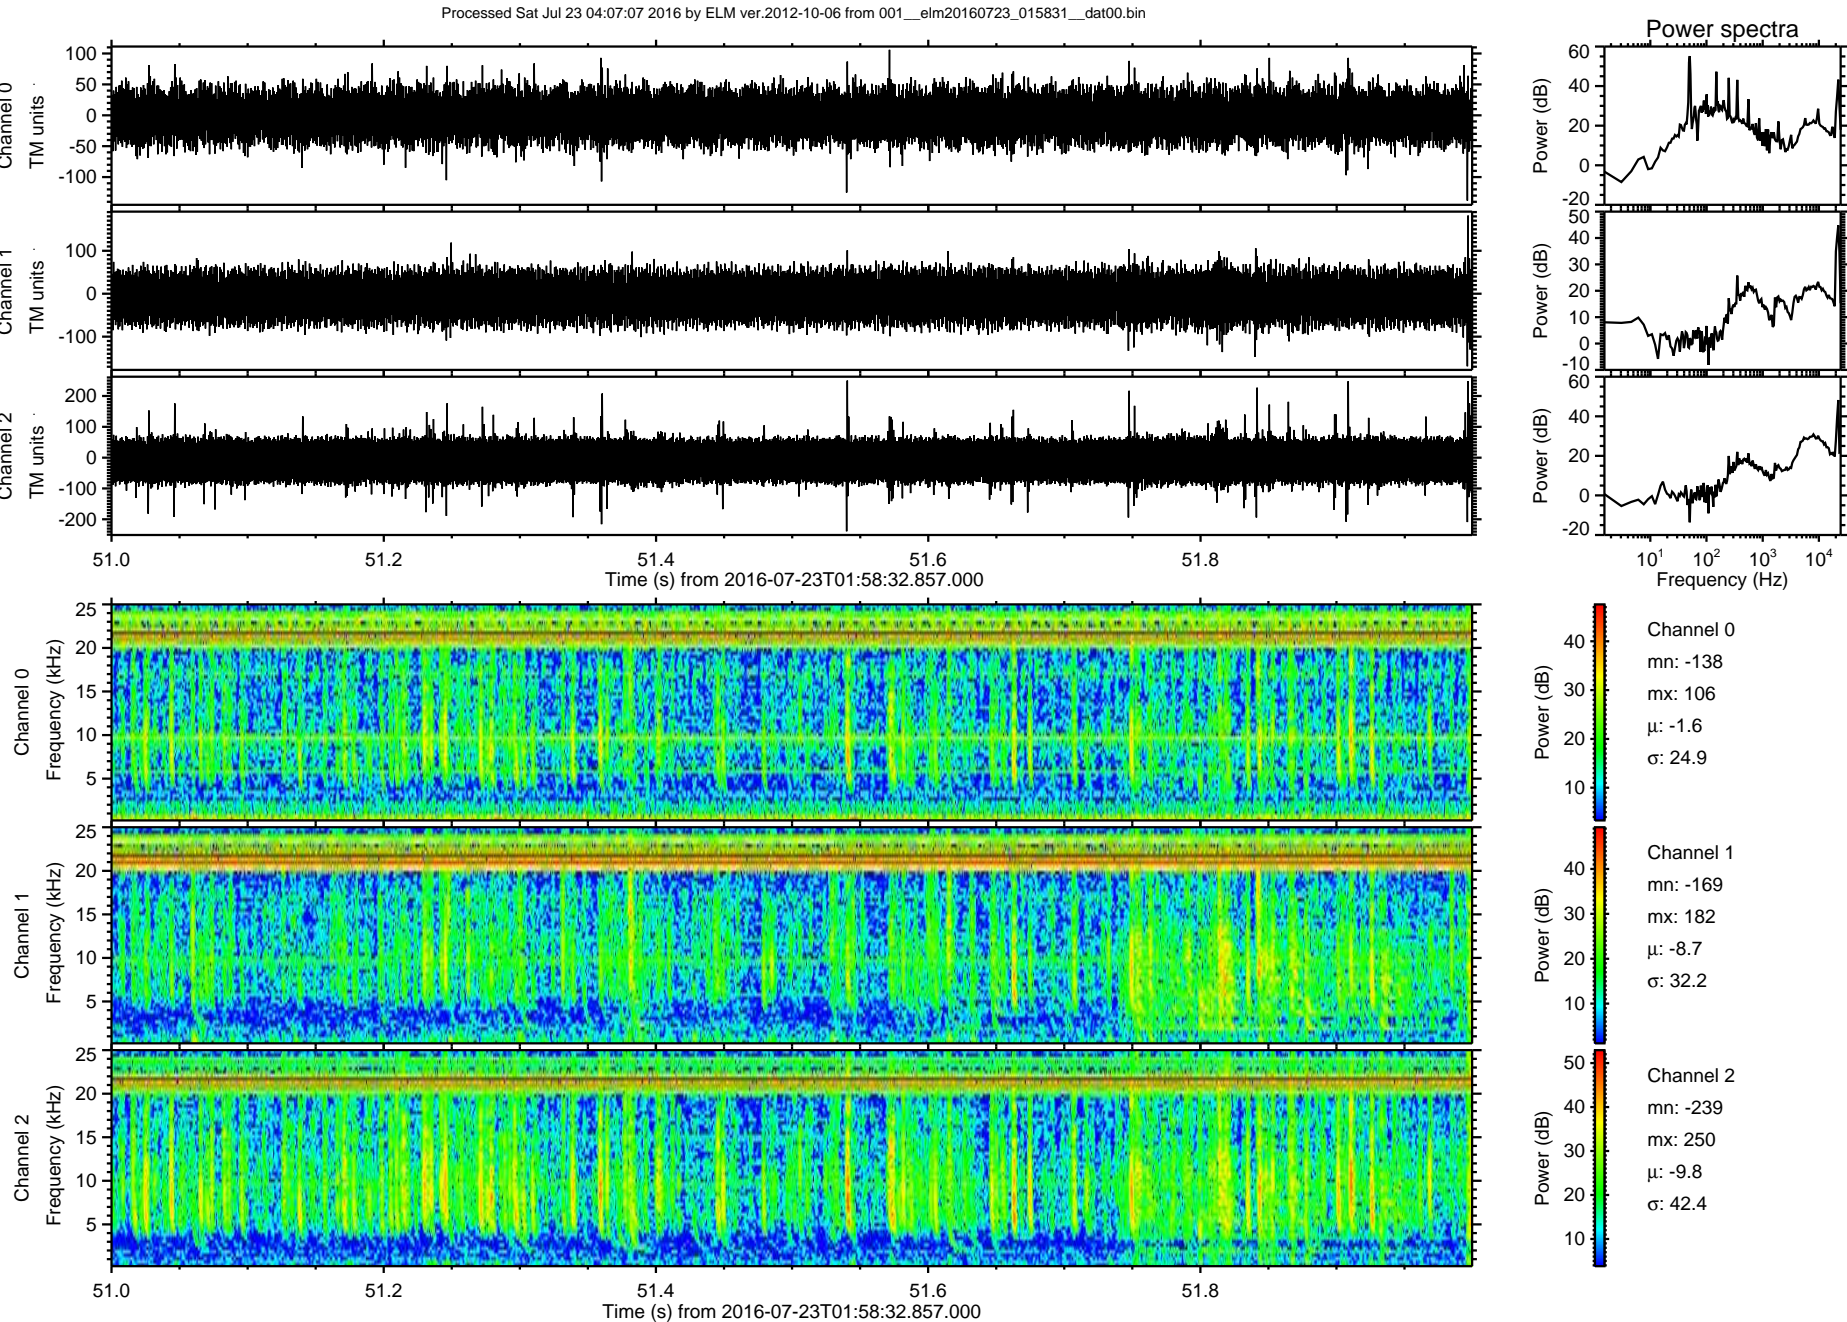 Processed Sat Jul 23 04:07:07 2016 by ELM ver.2012-10-06 from 001__elm20160723_015831__dat00.bin
Power spectra
Channel 0
TM units
100
50
0
-50
-100
Power (dB)
60
40
20
0
-20
Channel 1
TM units
100
0
-100
Power (dB)
50
40
30
20
10
0
-10
Channel 2
TM units
200
100
0
-100
-200
Power (dB)
60
40
20
0
-20
51.0 51.2 51.4 51.6 51.8
Time (s) from 2016-07-23T01:58:32.857.000
10¹ 10² 10³ 10⁴
Frequency (Hz)
Channel 0
Frequency (kHz)
25
20
15
10
5
Power (dB)
40
30
20
10
Channel 0
mn: -138
mx: 106
μ: -1.6
σ: 24.9
Channel 1
Frequency (kHz)
25
20
15
10
5
Power (dB)
40
30
20
10
Channel 1
mn: -169
mx: 182
μ: -8.7
σ: 32.2
Channel 2
Frequency (kHz)
25
20
15
10
5
Power (dB)
50
40
30
20
10
Channel 2
mn: -239
mx: 250
μ: -9.8
σ: 42.4
51.0 51.2 51.4 51.6 51.8
Time (s) from 2016-07-23T01:58:32.857.000